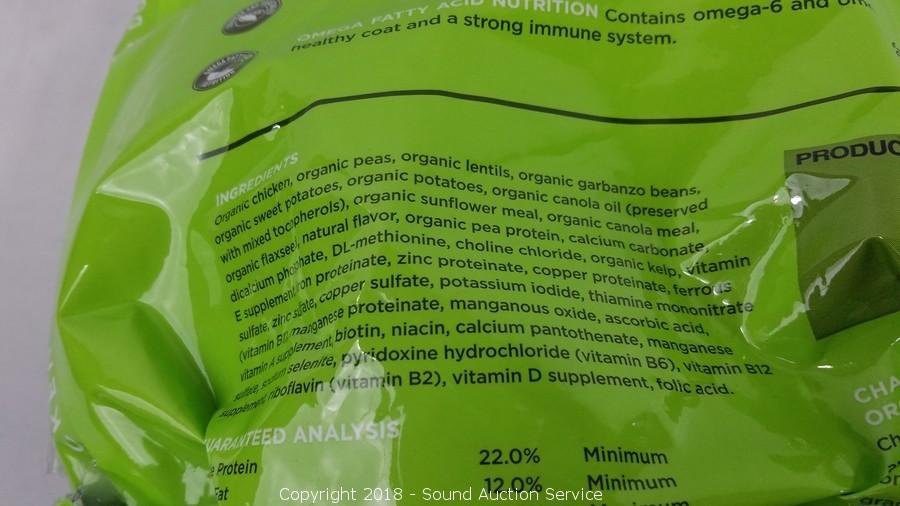 OMEGA FATTY ACID NUTRITION Contains omega-6 and om
healthy coat and a strong immune system.
INGREDIENTS
Organic chicken, organic peas, organic lentils, organic garbanzo beans,
organic sweet potatoes, organic potatoes, organic canola oil (preserved
with mixed tocopherols), organic sunflower meal, organic canola meal,
organic flaxseed, natural flavor, organic pea protein, calcium carbonate,
dicalcium phosphate, DL-methionine, choline chloride, organic kelp, vitamin
E supplement, iron proteinate, zinc proteinate, copper proteinate, ferrous
sulfate, zinc sulfate, copper sulfate, potassium iodide, thiamine mononitrate
(vitamin B1), manganese proteinate, manganous oxide, ascorbic acid,
vitamin A supplement, biotin, niacin, calcium pantothenate, manganese
sulfate, sodium selenite, pyridoxine hydrochloride (vitamin B6), vitamin B12
supplement, riboflavin (vitamin B2), vitamin D supplement, folic acid.
PRODUC
UARANTEED ANALYSIS
e Protein 22.0% Minimum
Fat 12.0% Minimum
CHA
OR
Ch
Copyright 2018 - Sound Auction Service